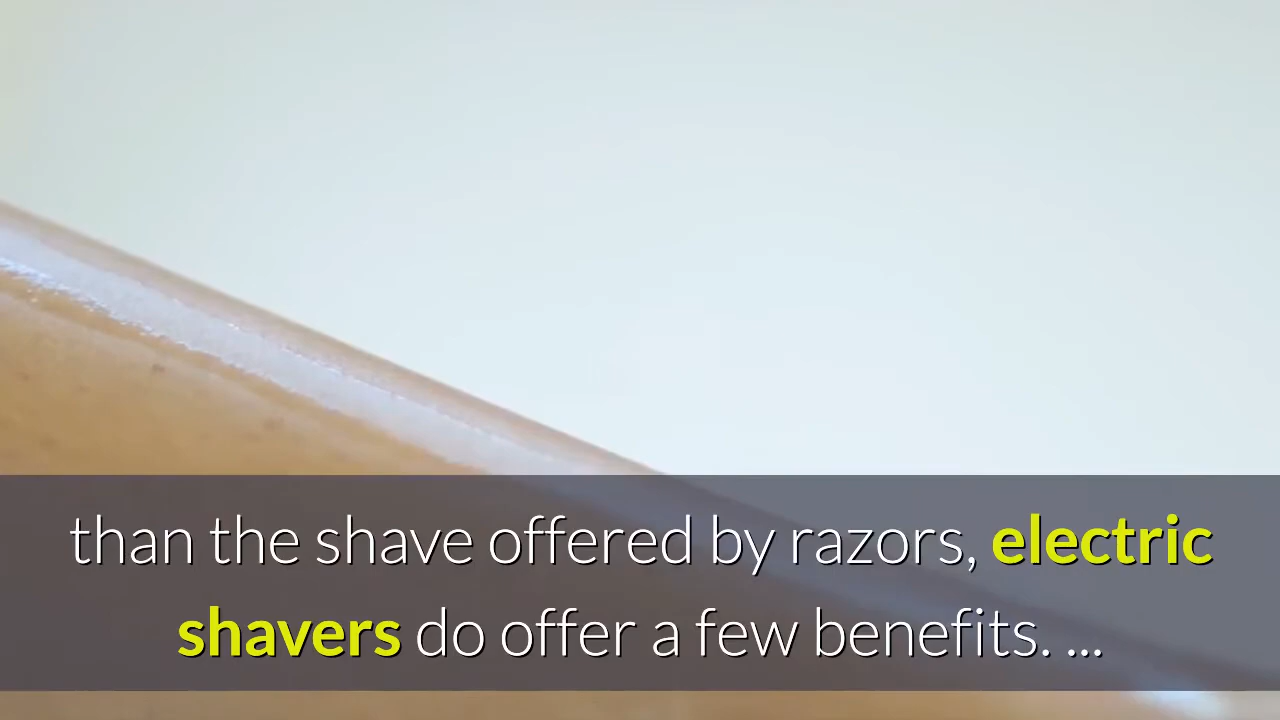 than the shave offered by razors, electric
shavers do offer a few benefits. ...